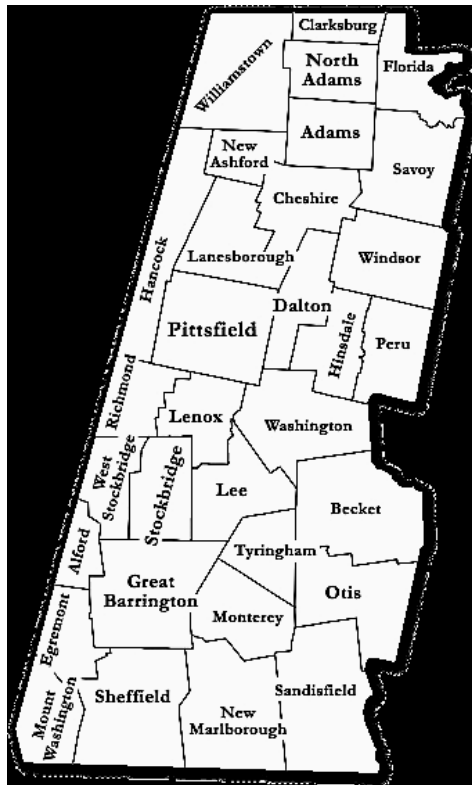 Clarksburg
Williamstown
North
Adams
Florida
Adams
New
Ashford
Savoy
Cheshire
Hancock
Lanesborough
Windsor
Dalton
Pittsfield
Hinsdale
Peru
Richmond
Lenox
Washington
West
Stockbridge
Stockbridge
Lee
Becket
Alford
Tyringham
Great
Barrington
Otis
Egremont
Monterey
Mount
Washington
Sheffield
Sandisfield
New
Marlborough